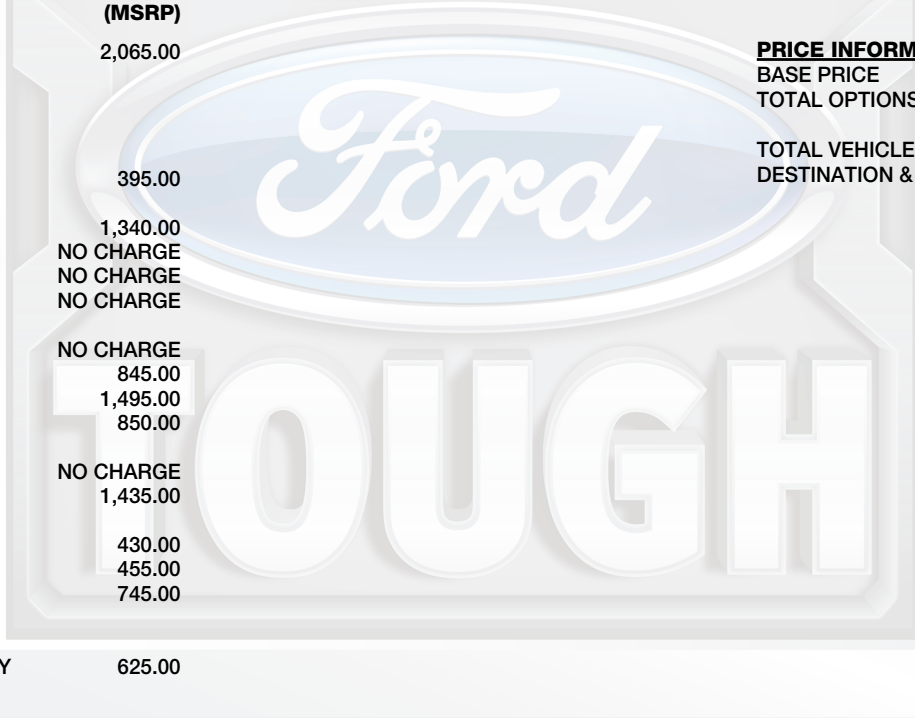 (MSRP)
2,065.00
395.00
1,340.00
NO CHARGE
NO CHARGE
NO CHARGE
NO CHARGE
845.00
1,495.00
850.00
NO CHARGE
1,435.00
430.00
455.00
745.00
Y 625.00
PRICE INFORM
BASE PRICE
TOTAL OPTIONS
TOTAL VEHICLE
DESTINATION &
Ford
TOUGH